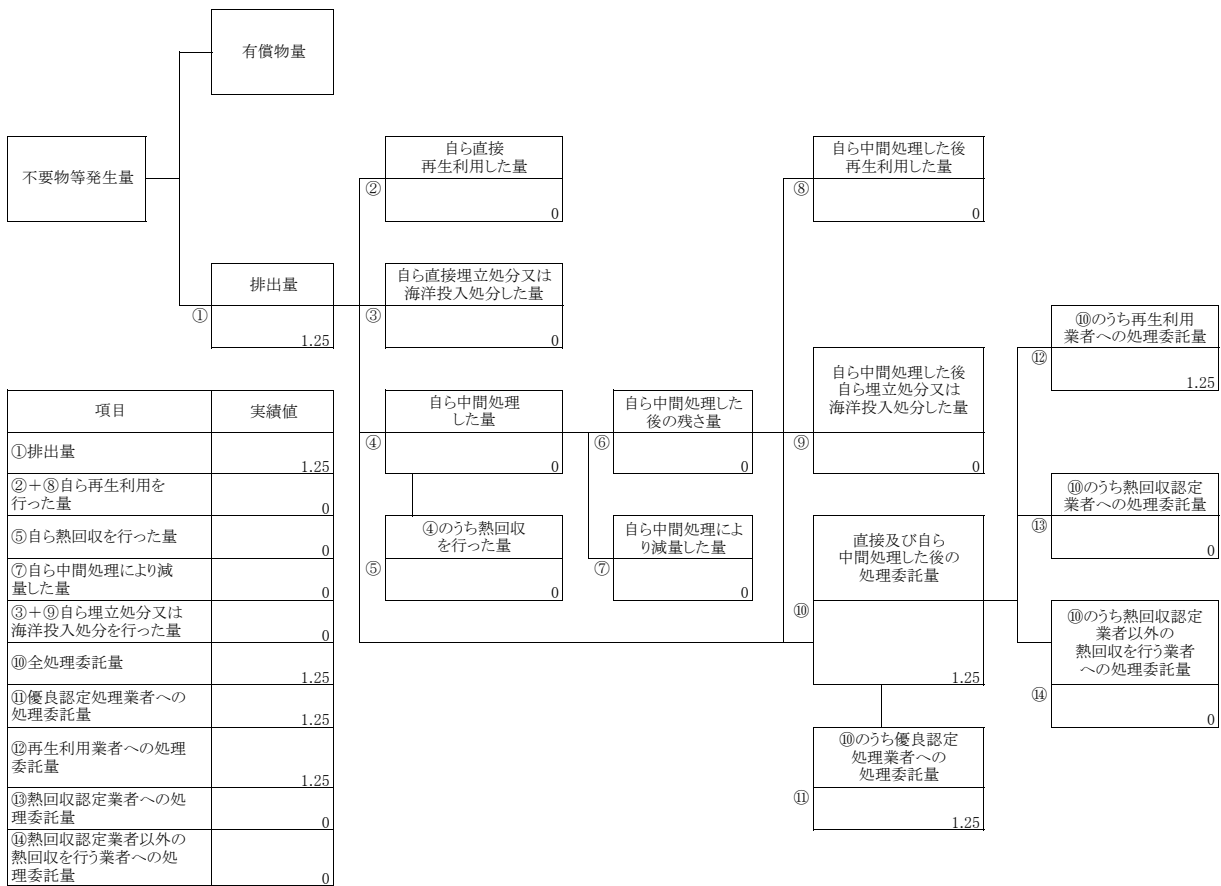 有償物量
不要物等発生量
自ら直接
再生利用した量
②
0
自ら中間処理した後
再生利用した量
⑧
0
排出量
①
1.25
自ら直接埋立処分又は
海洋投入処分した量
③
0
⑩のうち再生利用
業者への処理委託量
⑫
1.25
自ら中間処理
した量
④
0
自ら中間処理した
後の残さ量
⑥
0
自ら中間処理した後
自ら埋立処分又は
海洋投入処分した量
⑨
0
⑩のうち熱回収認定
業者への処理委託量
⑬
0
④のうち熱回収
を行った量
⑤
0
自ら中間処理によ
り減量した量
⑦
0
直接及び自ら
中間処理した後の
処理委託量
⑩
1.25
⑩のうち熱回収認定
業者以外の
熱回収を行う業者
への処理委託量
⑭
0
⑩のうち優良認定
処理業者への
処理委託量
⑪
1.25
項目 実績値
①排出量
1.25
②+⑧自ら再生利用を
行った量
0
⑤自ら熱回収を行った量
0
⑦自ら中間処理により減
量した量
0
③+⑨自ら埋立処分又は
海洋投入処分を行った量
0
⑩全処理委託量
1.25
⑪優良認定処理業者への
処理委託量
1.25
⑫再生利用業者への処理
委託量
1.25
⑬熱回収認定業者への処
理委託量
0
⑭熱回収認定業者以外の
熱回収を行う業者への処
理委託量
0